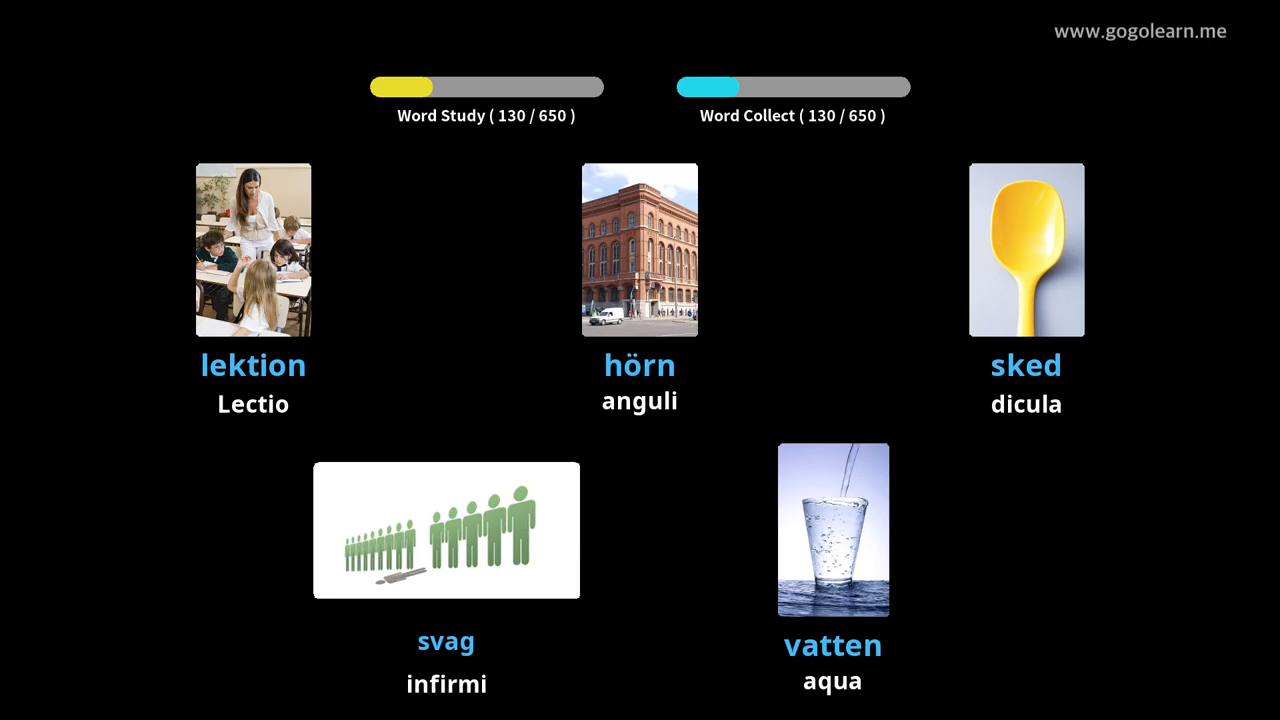 www.gogolearn.me
Word Study ( 130 / 650 )
Word Collect ( 130 / 650 )
lektion
Lectio
hörn
anguli
sked
dicula
svag
infirmi
vatten
aqua